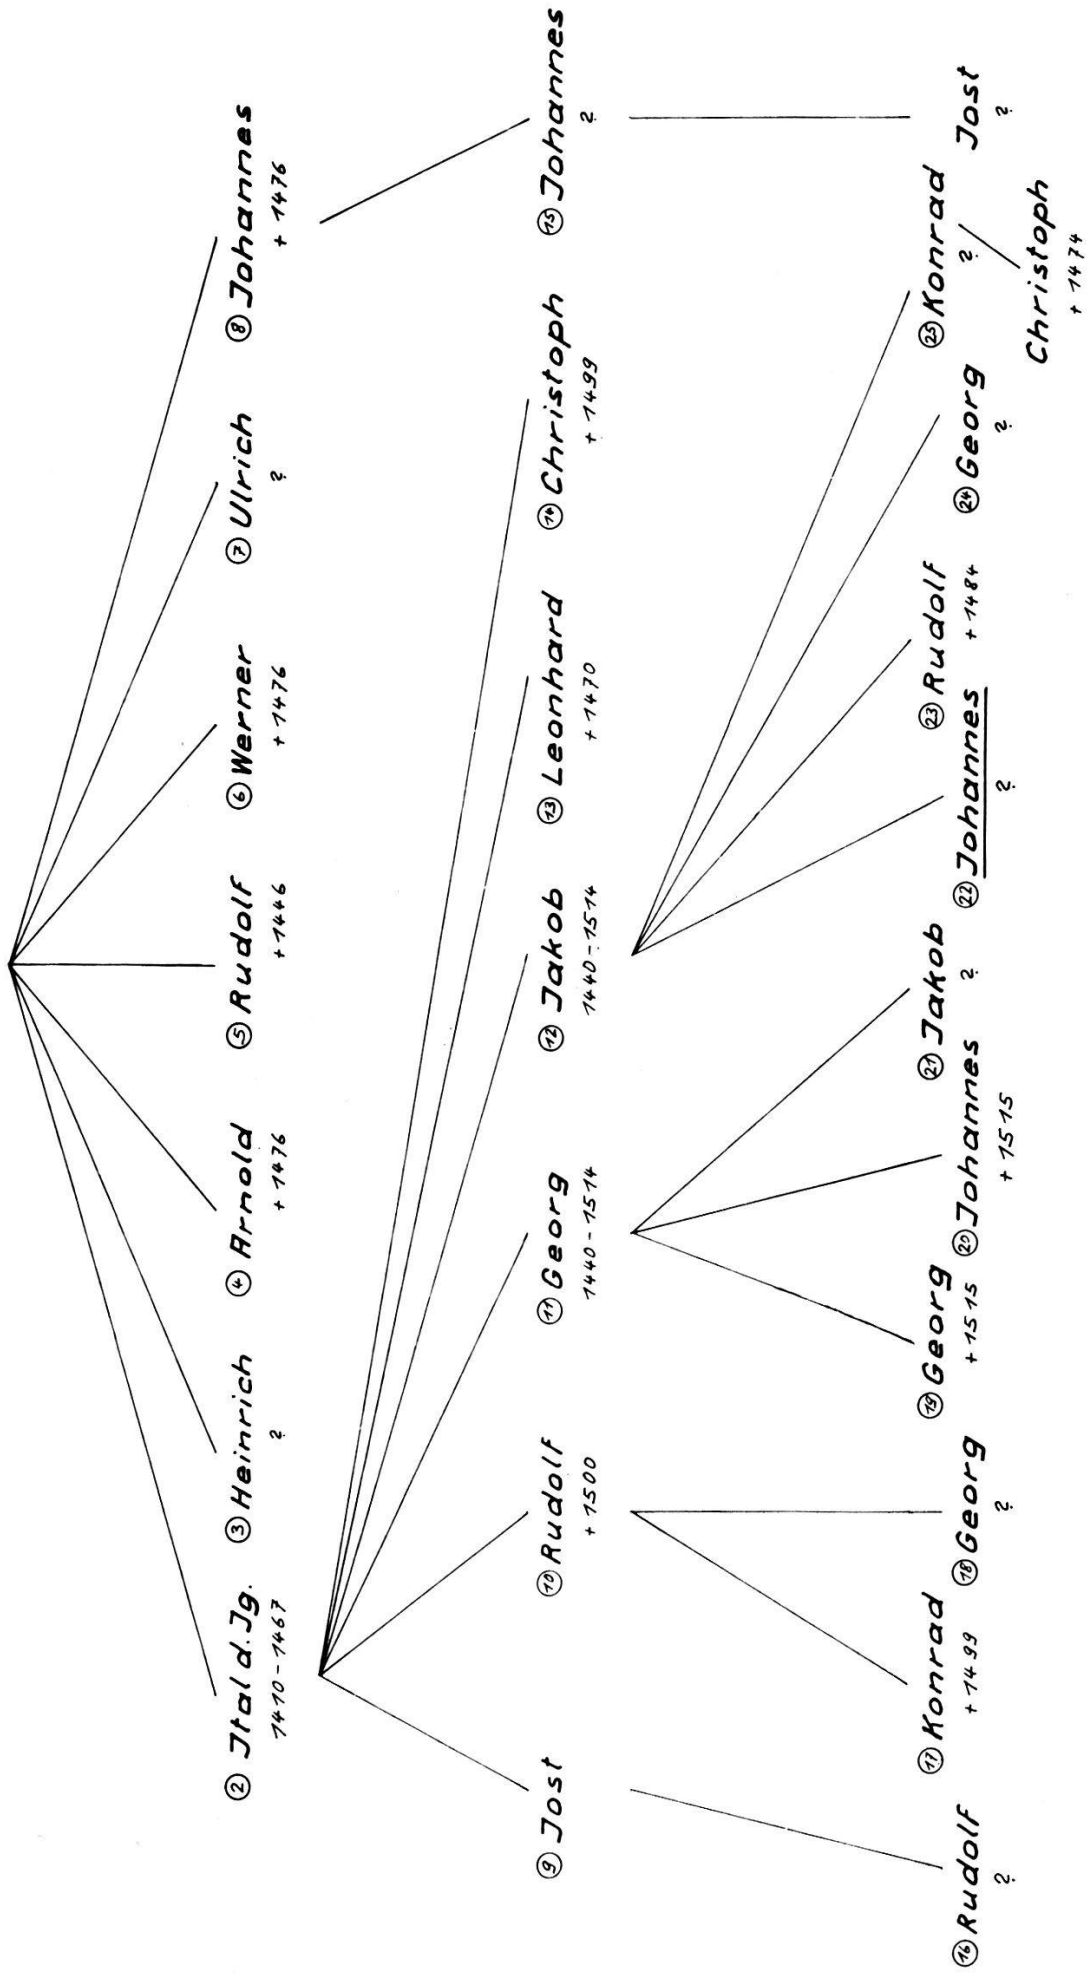 ② Ital d. Jg.
1410-1467
③ Heinrich
?
④ Arnold
+1476
⑤ Rudolf
+1446
⑥ Werner
+1476
⑦ Ulrich
?
⑧ Johannes
+1476
⑨ Jost
⑩ Rudolf
+1500
⑪ Georg
1440-1514
⑫ Jakob
1440-1514
⑬ Leonhard
+1470
⑭ Christoph
+1499
⑮ Johannes
?
⑯ Rudolf
?
⑰ Konrad
+1499
⑱ Georg
?
⑲ Georg
+1515
⑳ Johannes
+1515
㉑ Jakob
?
㉒ Johannes
?
㉓ Rudolf
+1484
㉔ Georg
?
㉕ Konrad
?
Jost
?
Christoph
+1474